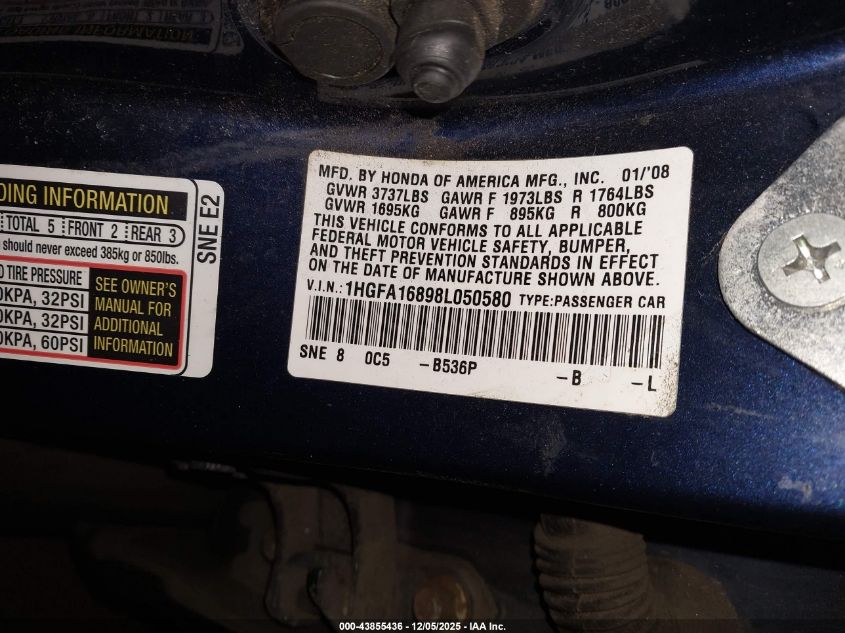 DING INFORMATION
TOTAL 5 FRONT 2 REAR 3
should never exceed 385kg or 850lbs.
TIRE PRESSURE
0KPA, 32PSI
0KPA, 32PSI
0KPA, 60PSI
SEE OWNER'S
MANUAL FOR
ADDITIONAL
INFORMATION
SNE E2
MFD. BY HONDA OF AMERICA MFG., INC. 01/'08
GVWR 3737LBS GAWR F 1973LBS R 1764LBS
GVWR 1695KG GAWR F 895KG R 800KG
THIS VEHICLE CONFORMS TO ALL APPLICABLE
FEDERAL MOTOR VEHICLE SAFETY, BUMPER,
AND THEFT PREVENTION STANDARDS IN EFFECT
ON THE DATE OF MANUFACTURE SHOWN ABOVE.
V.I.N.: 1HGFA16898L050580 TYPE:PASSENGER CAR
SNE 8 0C5 -B536P -B -L
000-43855436 - 12/05/2025 - IAA Inc.